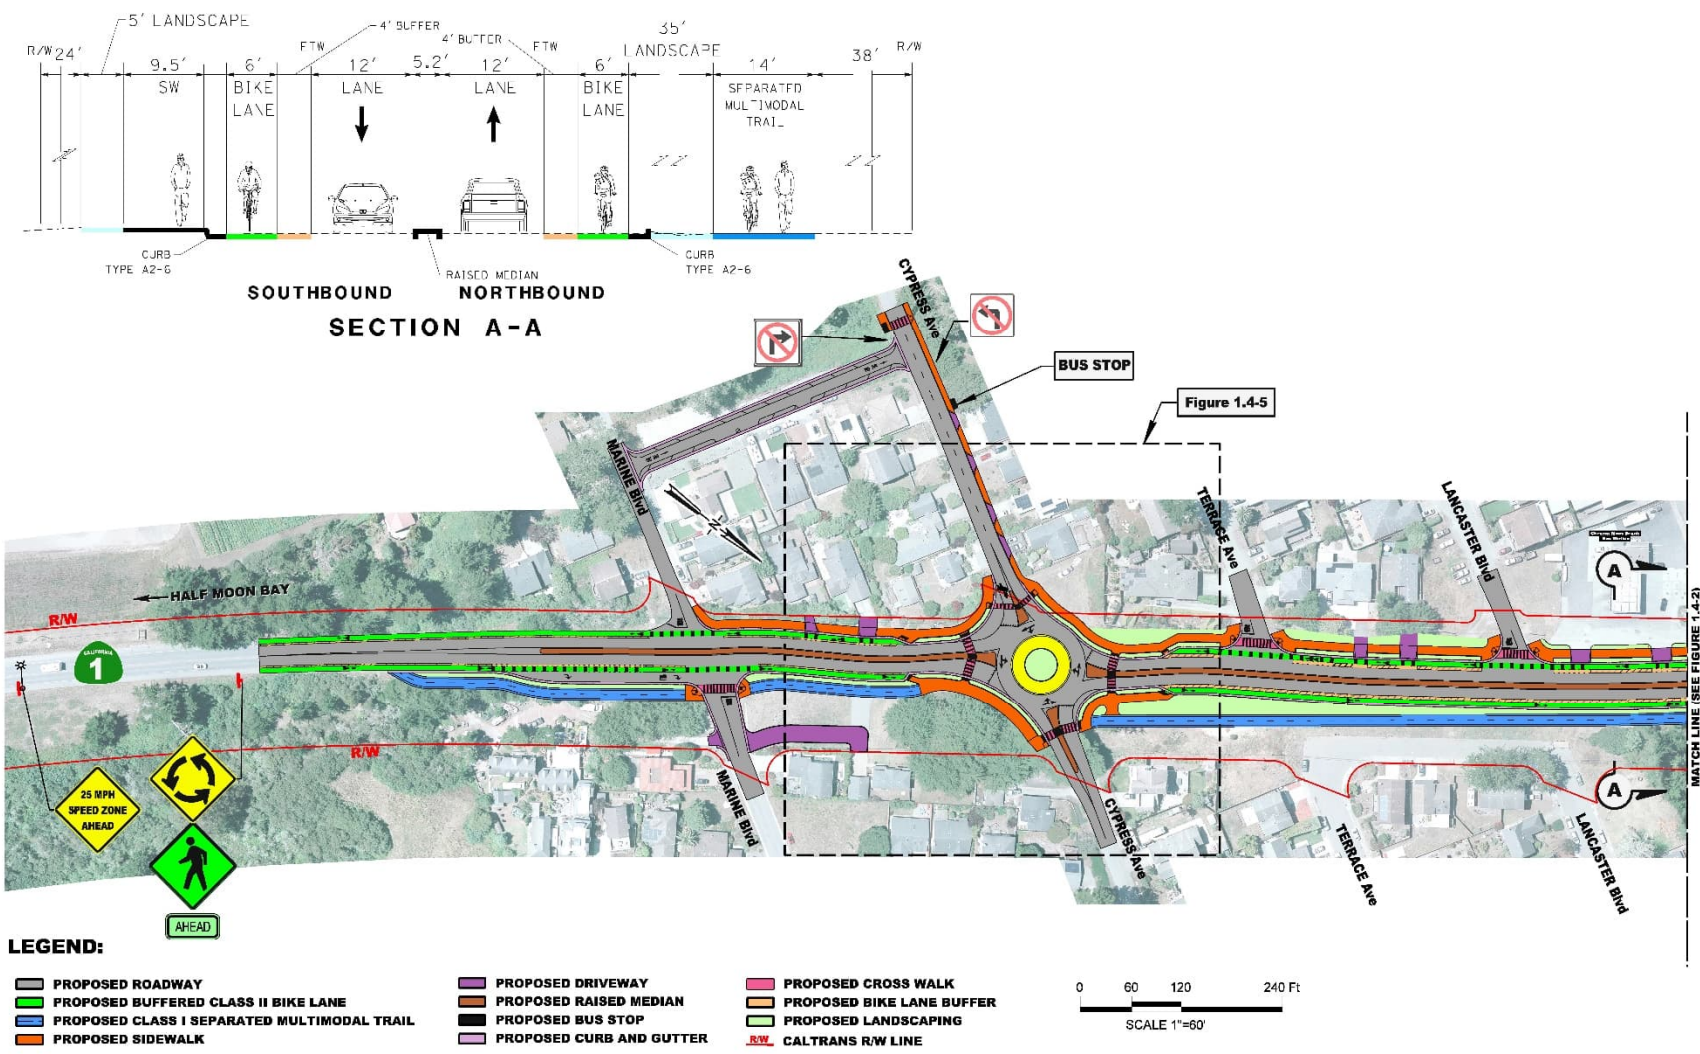 5' LANDSCAPE
4' BUFFER
4' BUFFER
35'
LANDSCAPE
R/W 24'
FTW
FTW
38'
R/W
9.5'
6'
12'
5.2'
12'
6'
14'
SW
BIKE
LANE
LANE
LANE
BIKE
LANE
SEPARATED
MULTIMODAL
TRAIL
CURB
TYPE A2-6
RAISED MEDIAN
CURB
TYPE A2-6
SOUTHBOUND
NORTHBOUND
SECTION A-A
CYPRESS Ave
BUS STOP
Figure 1.4-5
MARINE Blvd
N
TERRACE Ave
LANCASTER Blvd
A
HALF MOON BAY
R/W
CALIFORNIA
1
R/W
25 MPH
SPEED ZONE
AHEAD
AHEAD
MARINE Blvd
CYPRESS Ave
TERRACE Ave
LANCASTER Blvd
A
MATCH LINE (SEE FIGURE 1.4-2)
LEGEND:
PROPOSED ROADWAY
PROPOSED BUFFERED CLASS II BIKE LANE
PROPOSED CLASS I SEPARATED MULTIMODAL TRAIL
PROPOSED SIDEWALK
PROPOSED DRIVEWAY
PROPOSED RAISED MEDIAN
PROPOSED BUS STOP
PROPOSED CURB AND GUTTER
PROPOSED CROSS WALK
PROPOSED BIKE LANE BUFFER
PROPOSED LANDSCAPING
R/W CALTRANS R/W LINE
0 60 120 240 Ft
SCALE 1"=60'